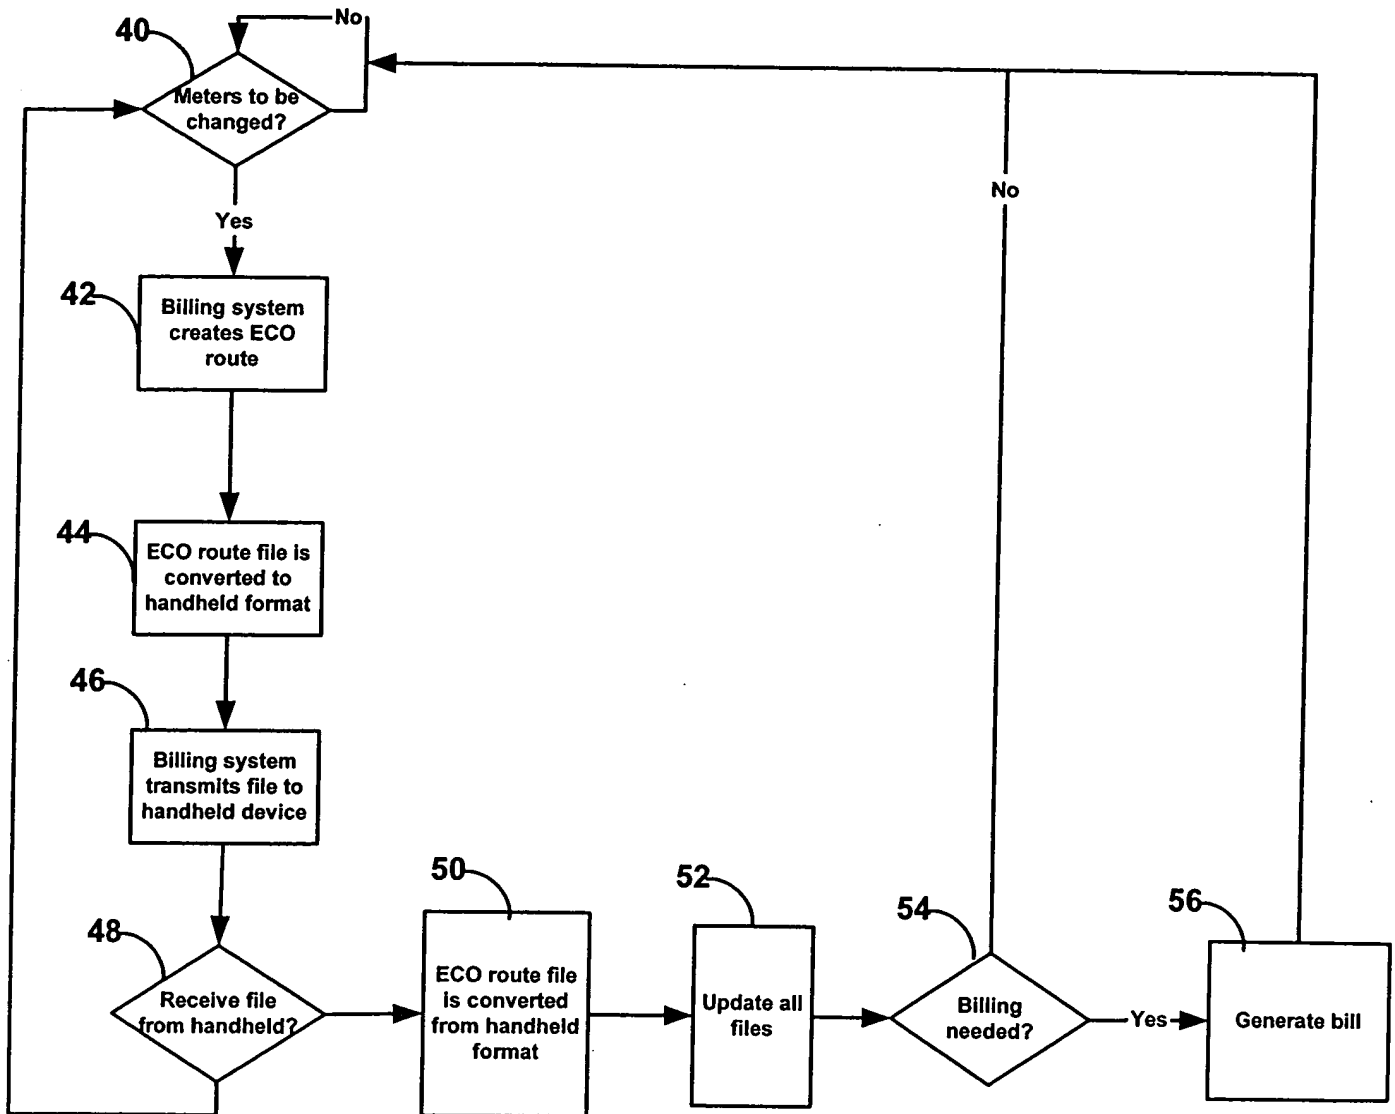 No
40
Meters to be
changed?
Yes
No
42
Billing system
creates ECO
route
44
ECO route file is
converted to
handheld format
46
Billing system
transmits file to
handheld device
48
Receive file
from handheld?
50
ECO route file
is converted
from handheld
format
52
Update all
files
54
Billing
needed?
Yes
56
Generate bill